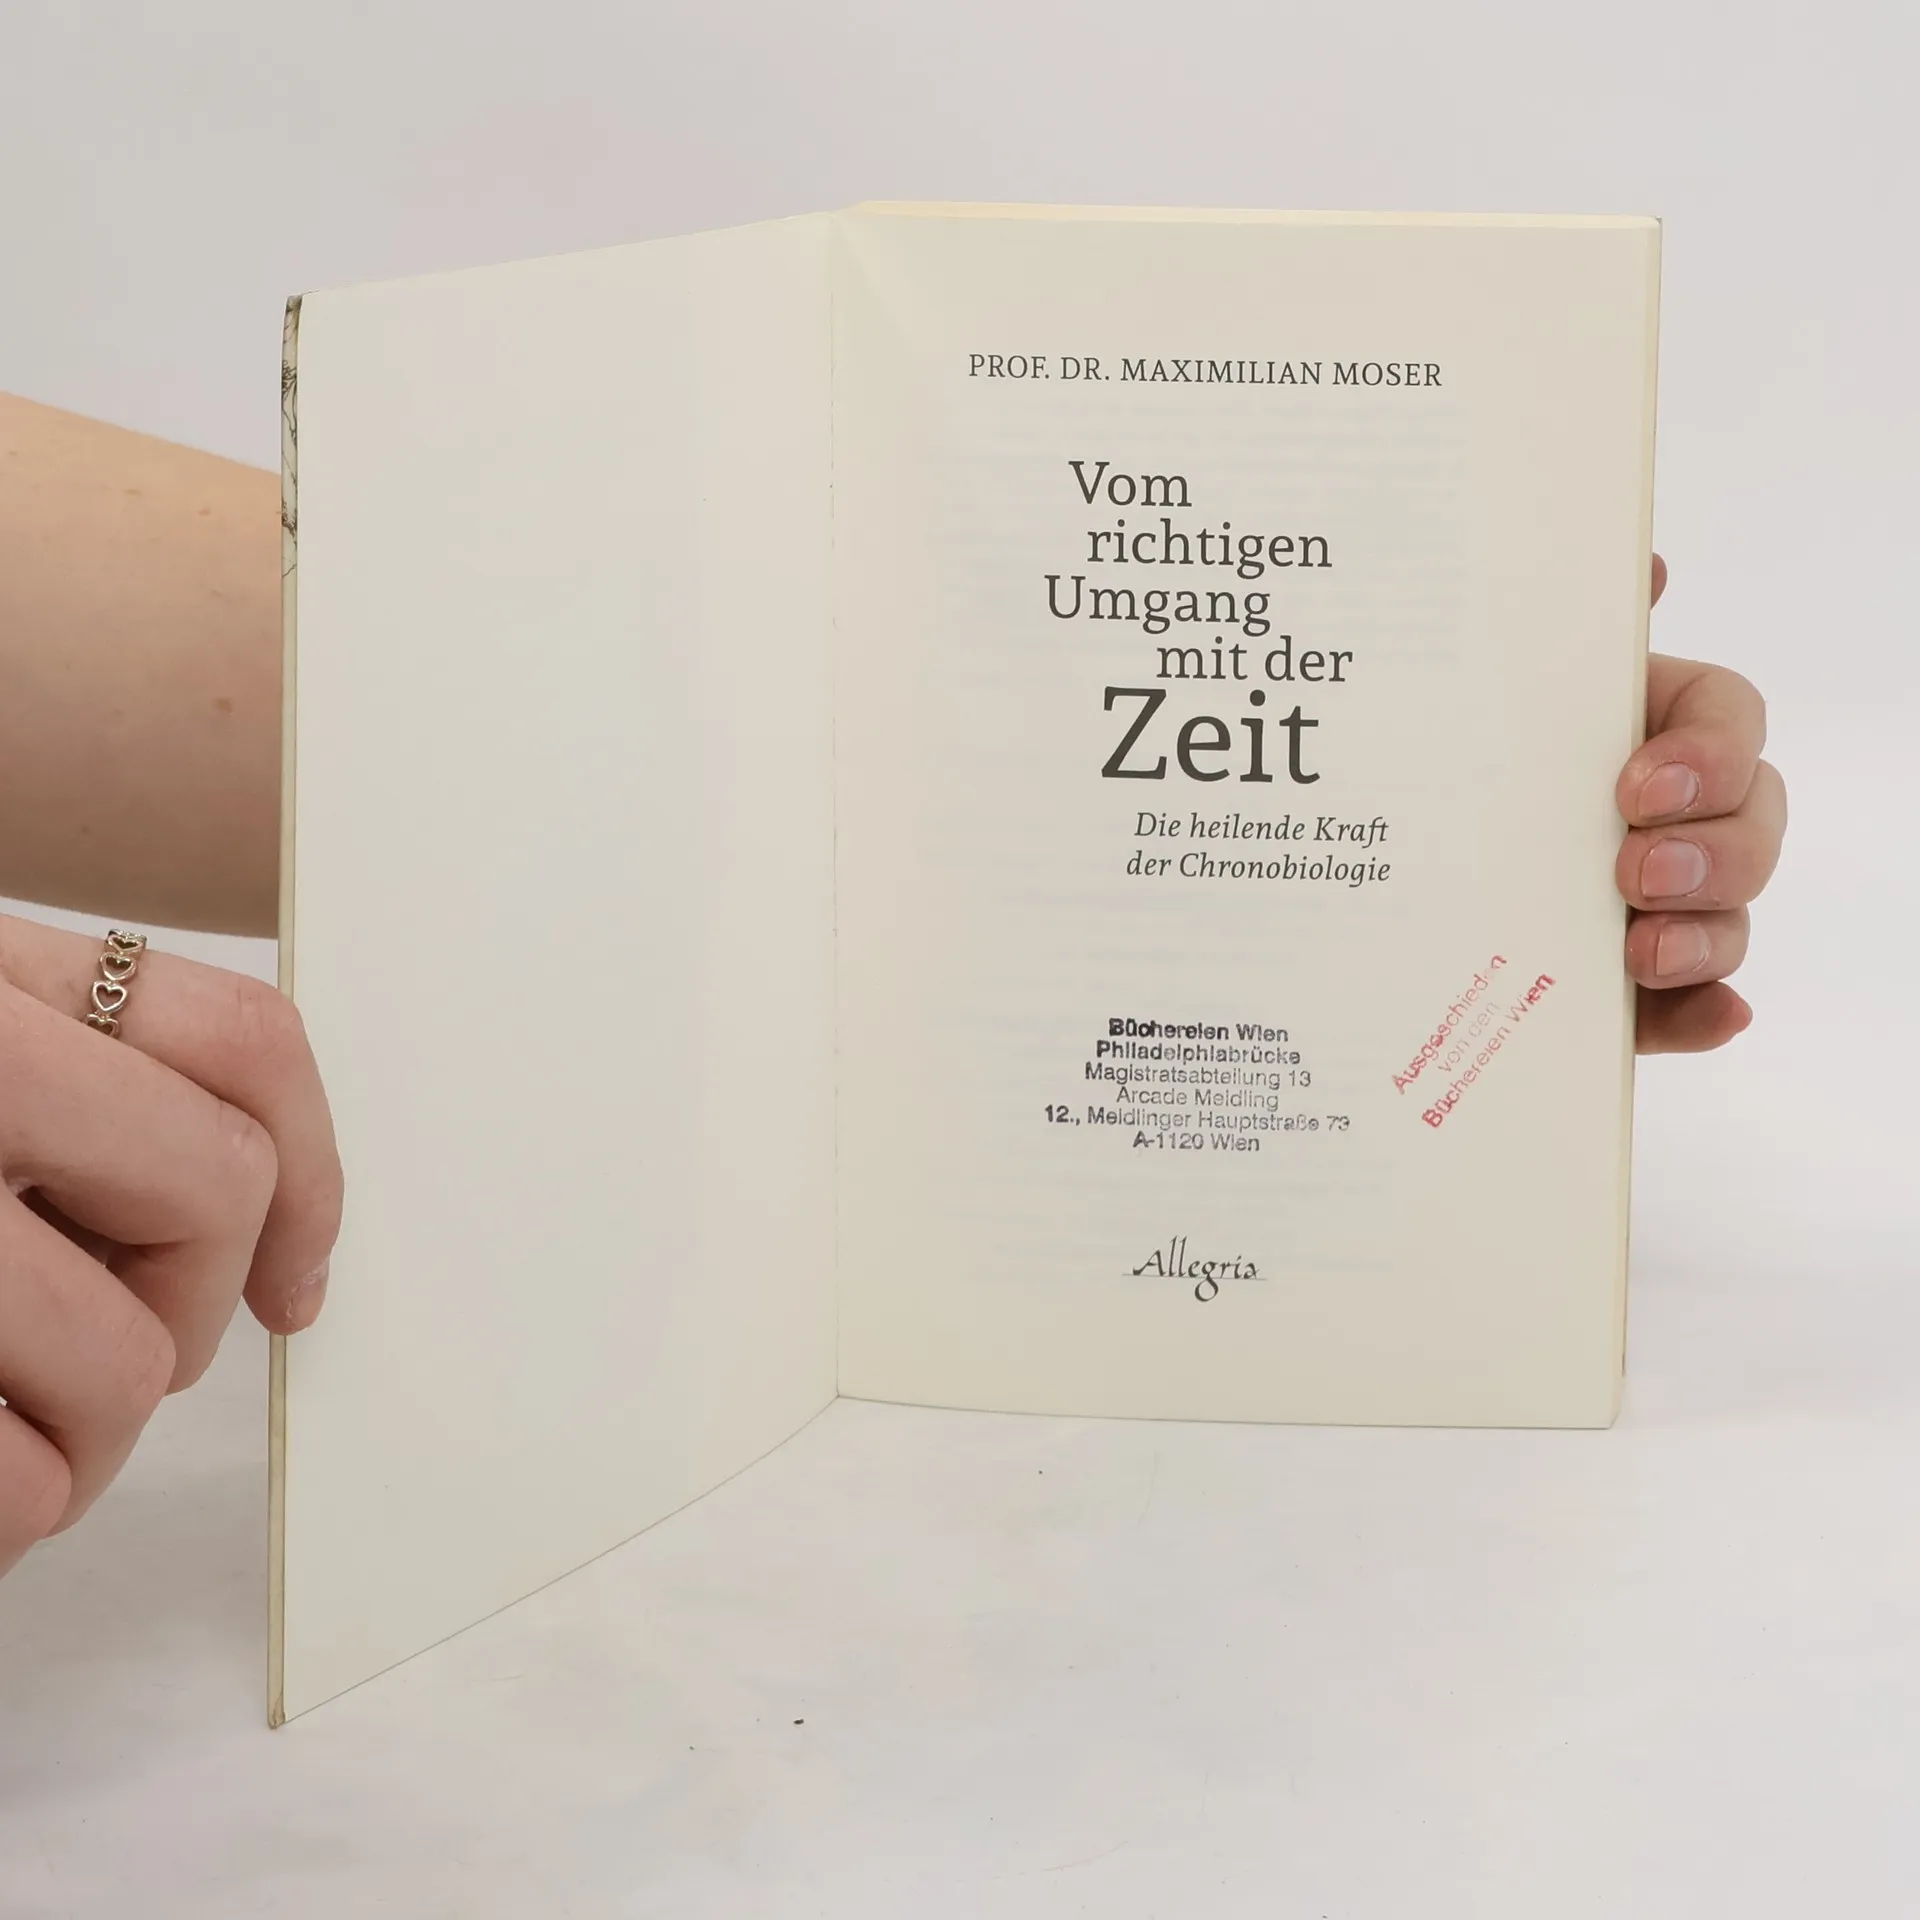 PROF. DR. MAXIMILIAN MOSER
Vom
richtigen
Umgang
mit der
Zeit
Die heilende Kraft
der Chronobiologie
Büchereien Wien
Philadelphiabrücke
Magistratsabteilung 13
Arcade Meidling
12., Meidlinger Hauptstraße 73
A-1120 Wien
Ausgeschieden
von den
Büchereien Wien
Allegria